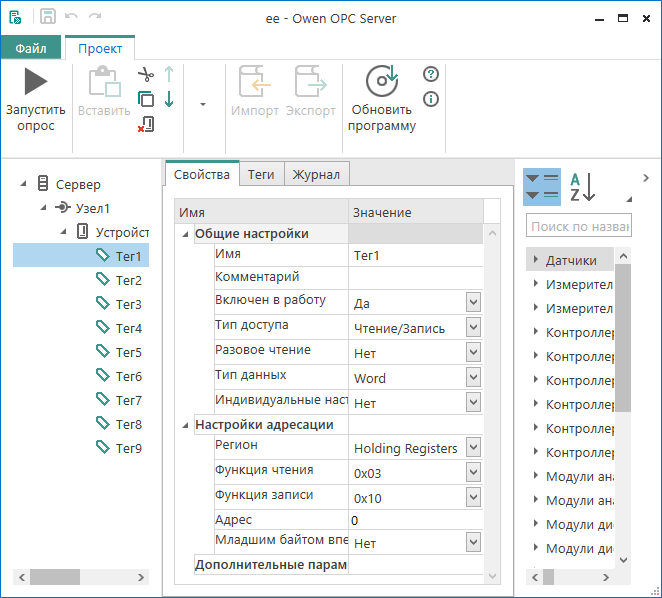 ee - Owen OPC Server
Файл
Проект
Запустить опрос
Вставить
Импорт
Экспорт
Обновить программу
Сервер
Узел1
Устройст
Тег1
Тег2
Тег3
Тег4
Тег5
Тег6
Тег7
Тег8
Тег9
Свойства Теги Журнал
Имя Значение
Общие настройки
Имя Тег1
Комментарий
Включен в работу Да
Тип доступа Чтение/Запись
Разовое чтение Нет
Тип данных Word
Индивидуальные наст Нет
Настройки адресации
Регион Holding Registers
Функция чтения 0x03
Функция записи 0x10
Адрес 0
Младшим байтом впе Нет
Дополнительные парам
A
Z
Поиск по назван
Датчики
Измерител
Измерител
Контроллер
Контроллер
Контроллер
Контроллер
Контроллер
Контроллер
Модули ана
Модули ана
Модули дис
Модули дис